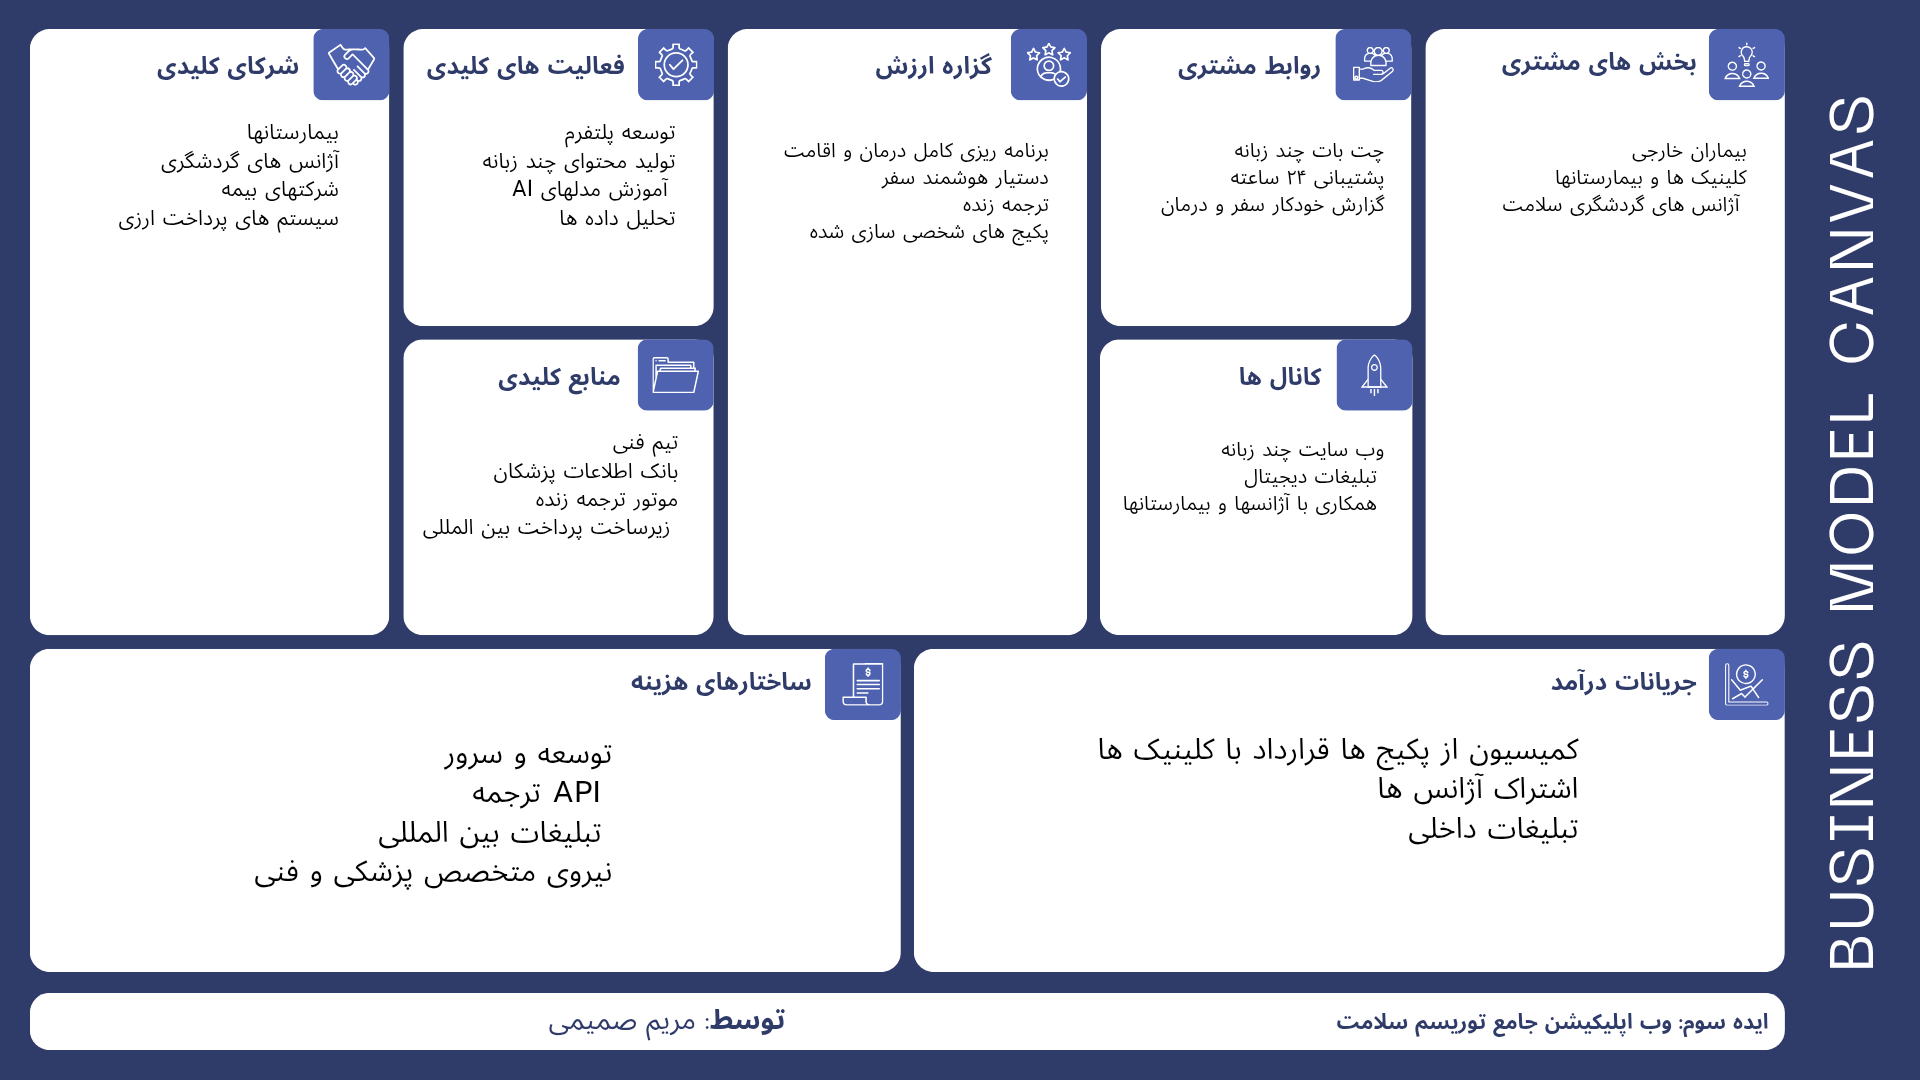 BUSINESS MODEL CANVAS
بخش های مشتری
بیماران خارجی
کلینیک ها و بیمارستانها
آژانس های گردشگری سلامت
روابط مشتری
چت بات چند زبانه
پشتیبانی ۲۴ ساعته
گزارش خودکار سفر و درمان
کانال ها
وب سایت چند زبانه
تبلیغات دیجیتال
همکاری با آژانسها و بیمارستانها
گزاره ارزش
برنامه ریزی کامل درمان و اقامت
دستیار هوشمند سفر
ترجمه زنده
پکیج های شخصی سازی شده
فعالیت های کلیدی
توسعه پلتفرم
تولید محتوای چند زبانه
آموزش مدلهای AI
تحلیل داده ها
منابع کلیدی
تیم فنی
بانک اطلاعات پزشکان
موتور ترجمه زنده
زیرساخت پرداخت بین المللی
شرکای کلیدی
بیمارستانها
آژانس های گردشگری
شرکتهای بیمه
سیستم های پرداخت ارزی
جریانات درآمد
کمیسیون از پکیج ها قرارداد با کلینیک ها
اشتراک آژانس ها
تبلیغات داخلی
ساختارهای هزینه
توسعه و سرور
API ترجمه
تبلیغات بین المللی
نیروی متخصص پزشکی و فنی
ایده سوم: وب اپلیکیشن جامع توریسم سلامت
توسط: مریم صمیمی